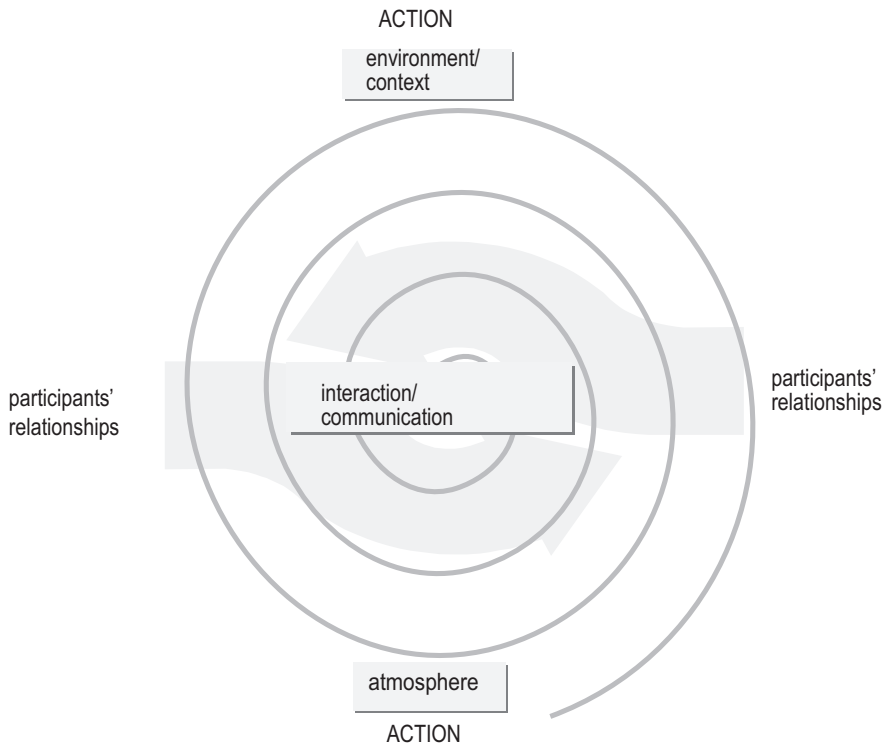 ACTION
environment/
context
participants’
relationships
interaction/
communication
participants’
relationships
atmosphere
ACTION